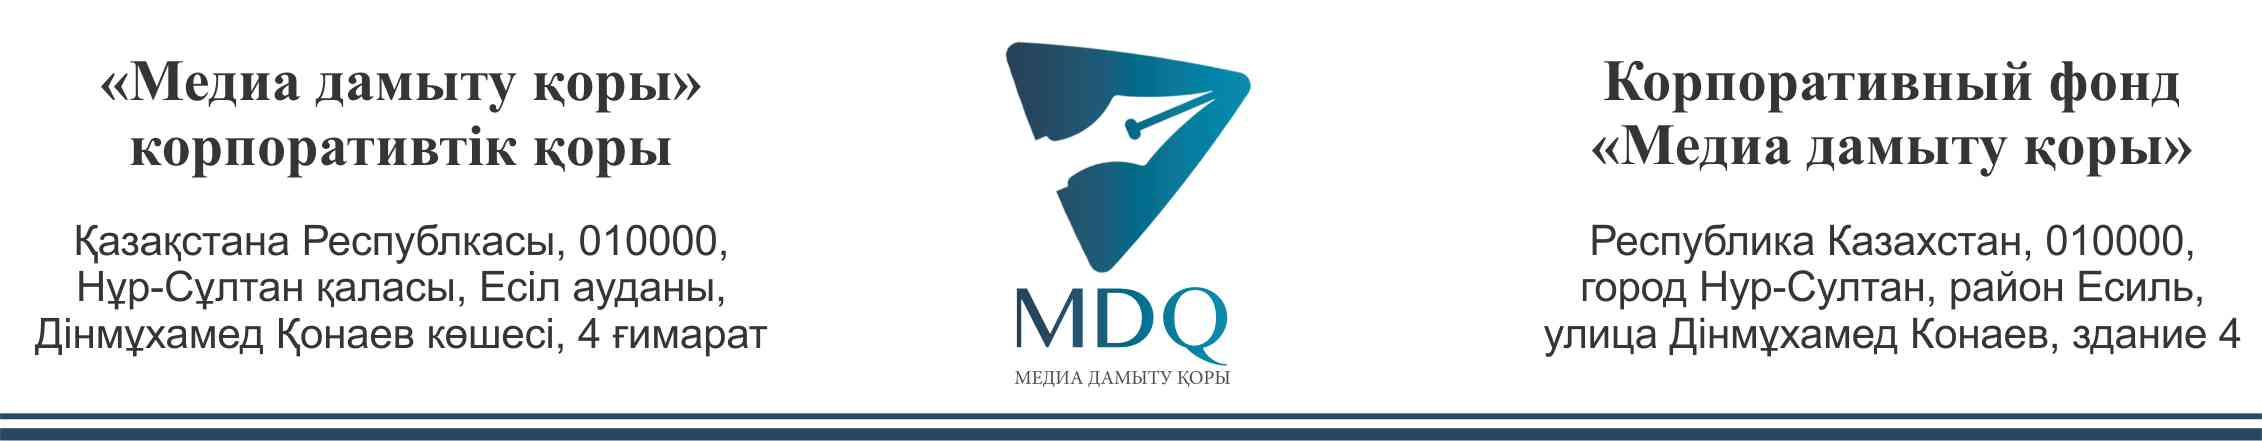 «Медиа дамыту қоры»
корпоративтік қоры
Қазақстана Республкасы, 010000,
Нұр-Сұлтан қаласы, Есіл ауданы,
Дінмұхамед Қонаев көшесі, 4 ғимарат
MDQ
МЕДИА ДАМЫТУ ҚОРЫ
Корпоративный фонд
«Медиа дамыту қоры»
Республика Казахстан, 010000,
город Нур-Султан, район Есиль,
улица Дінмұхамед Конаев, здание 4